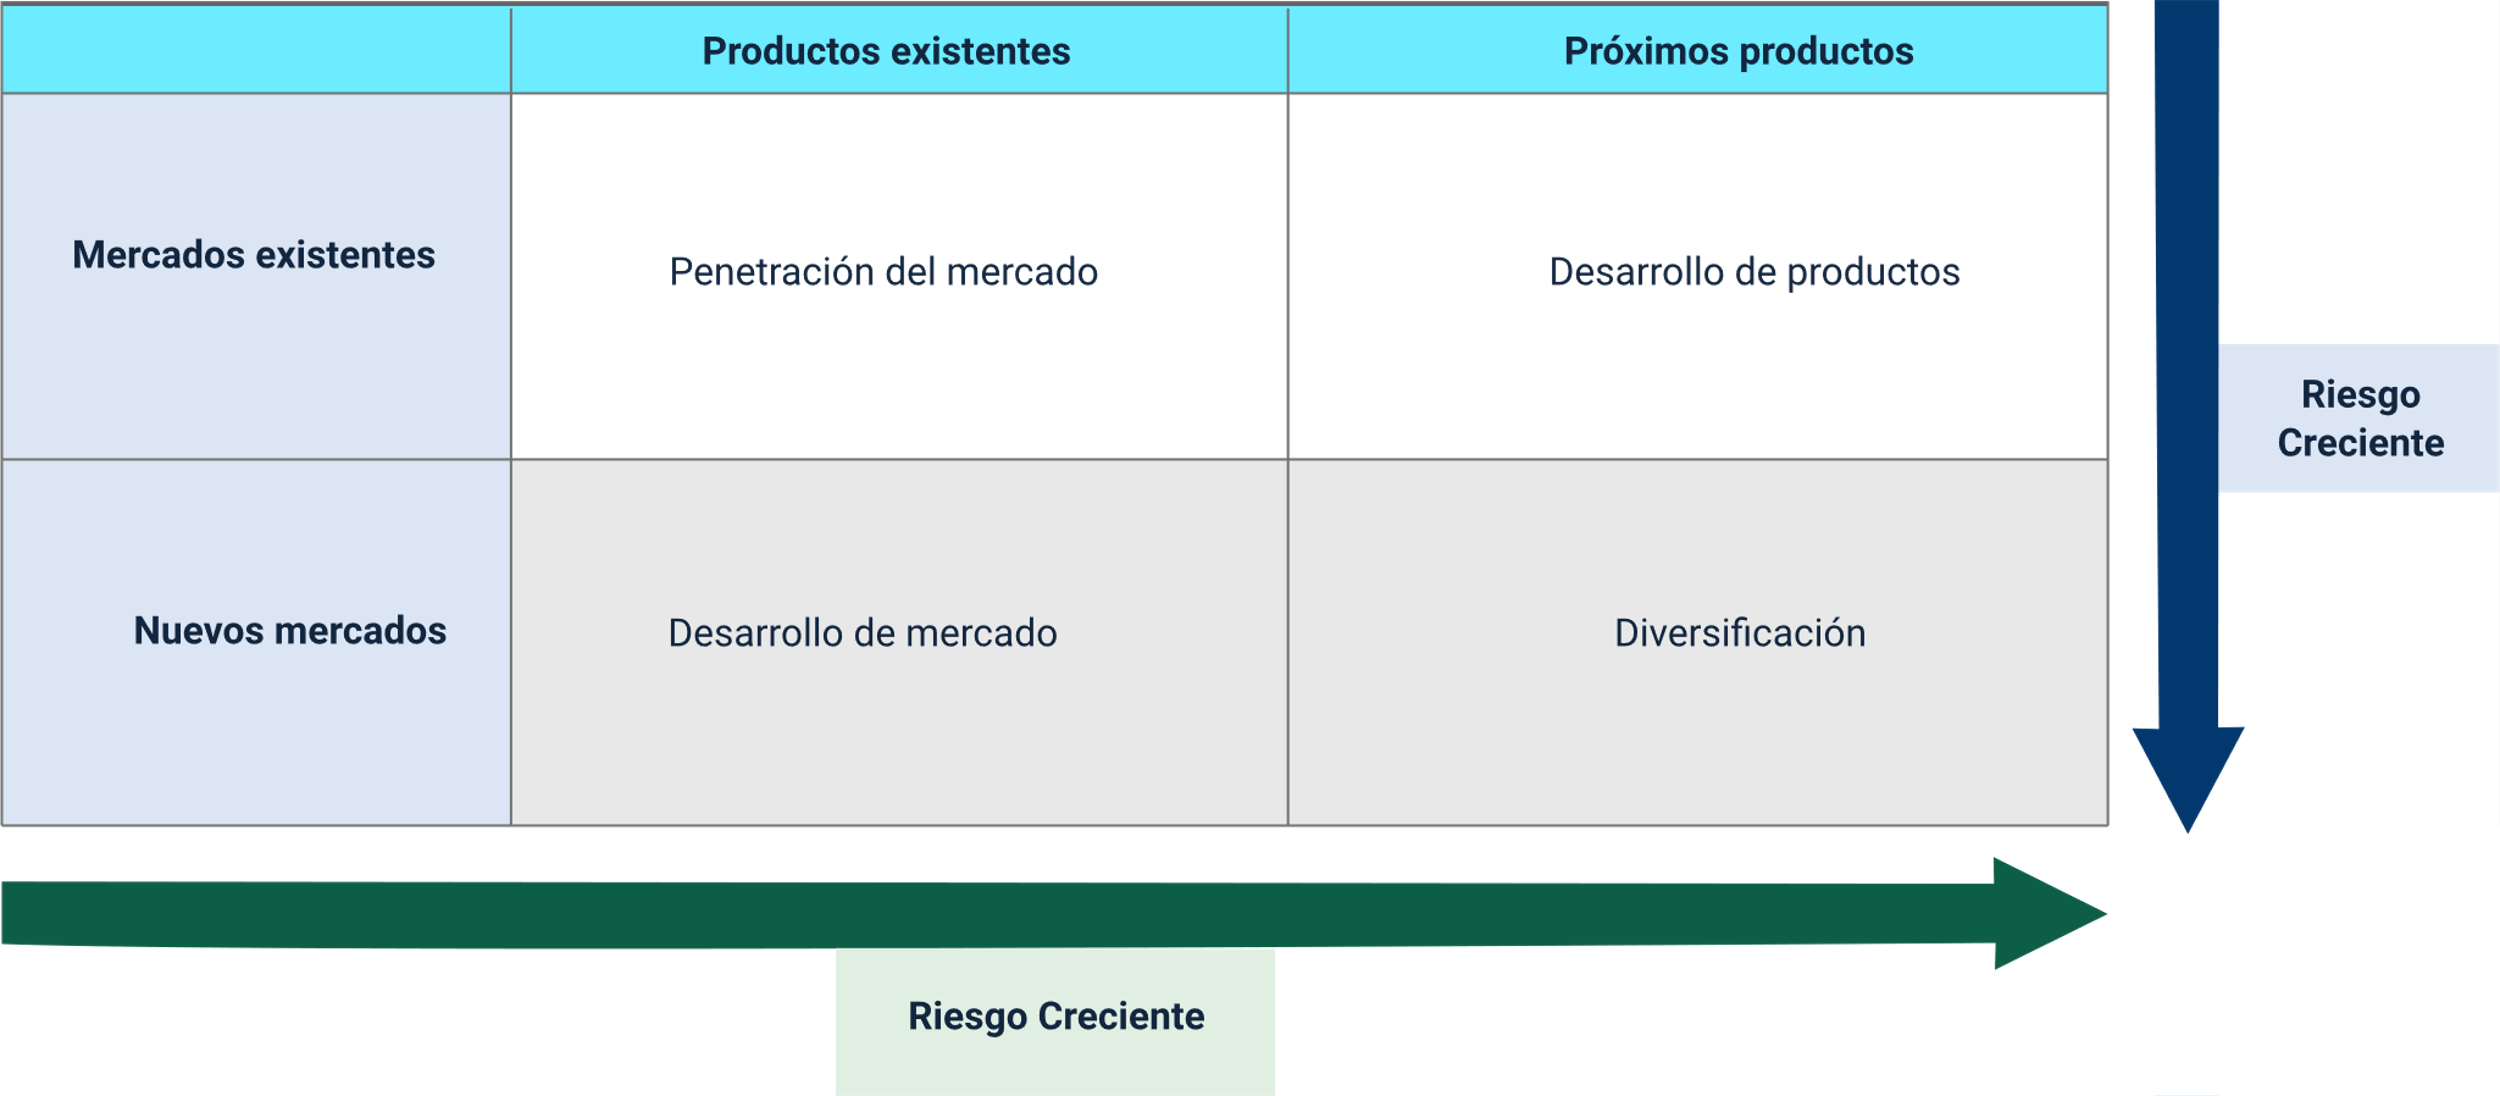 Productos existentes
Próximos productos
Mercados existentes
Penetración del mercado
Desarrollo de productos
Riesgo
Creciente
Nuevos mercados
Desarrollo de mercado
Diversificación
Riesgo Creciente